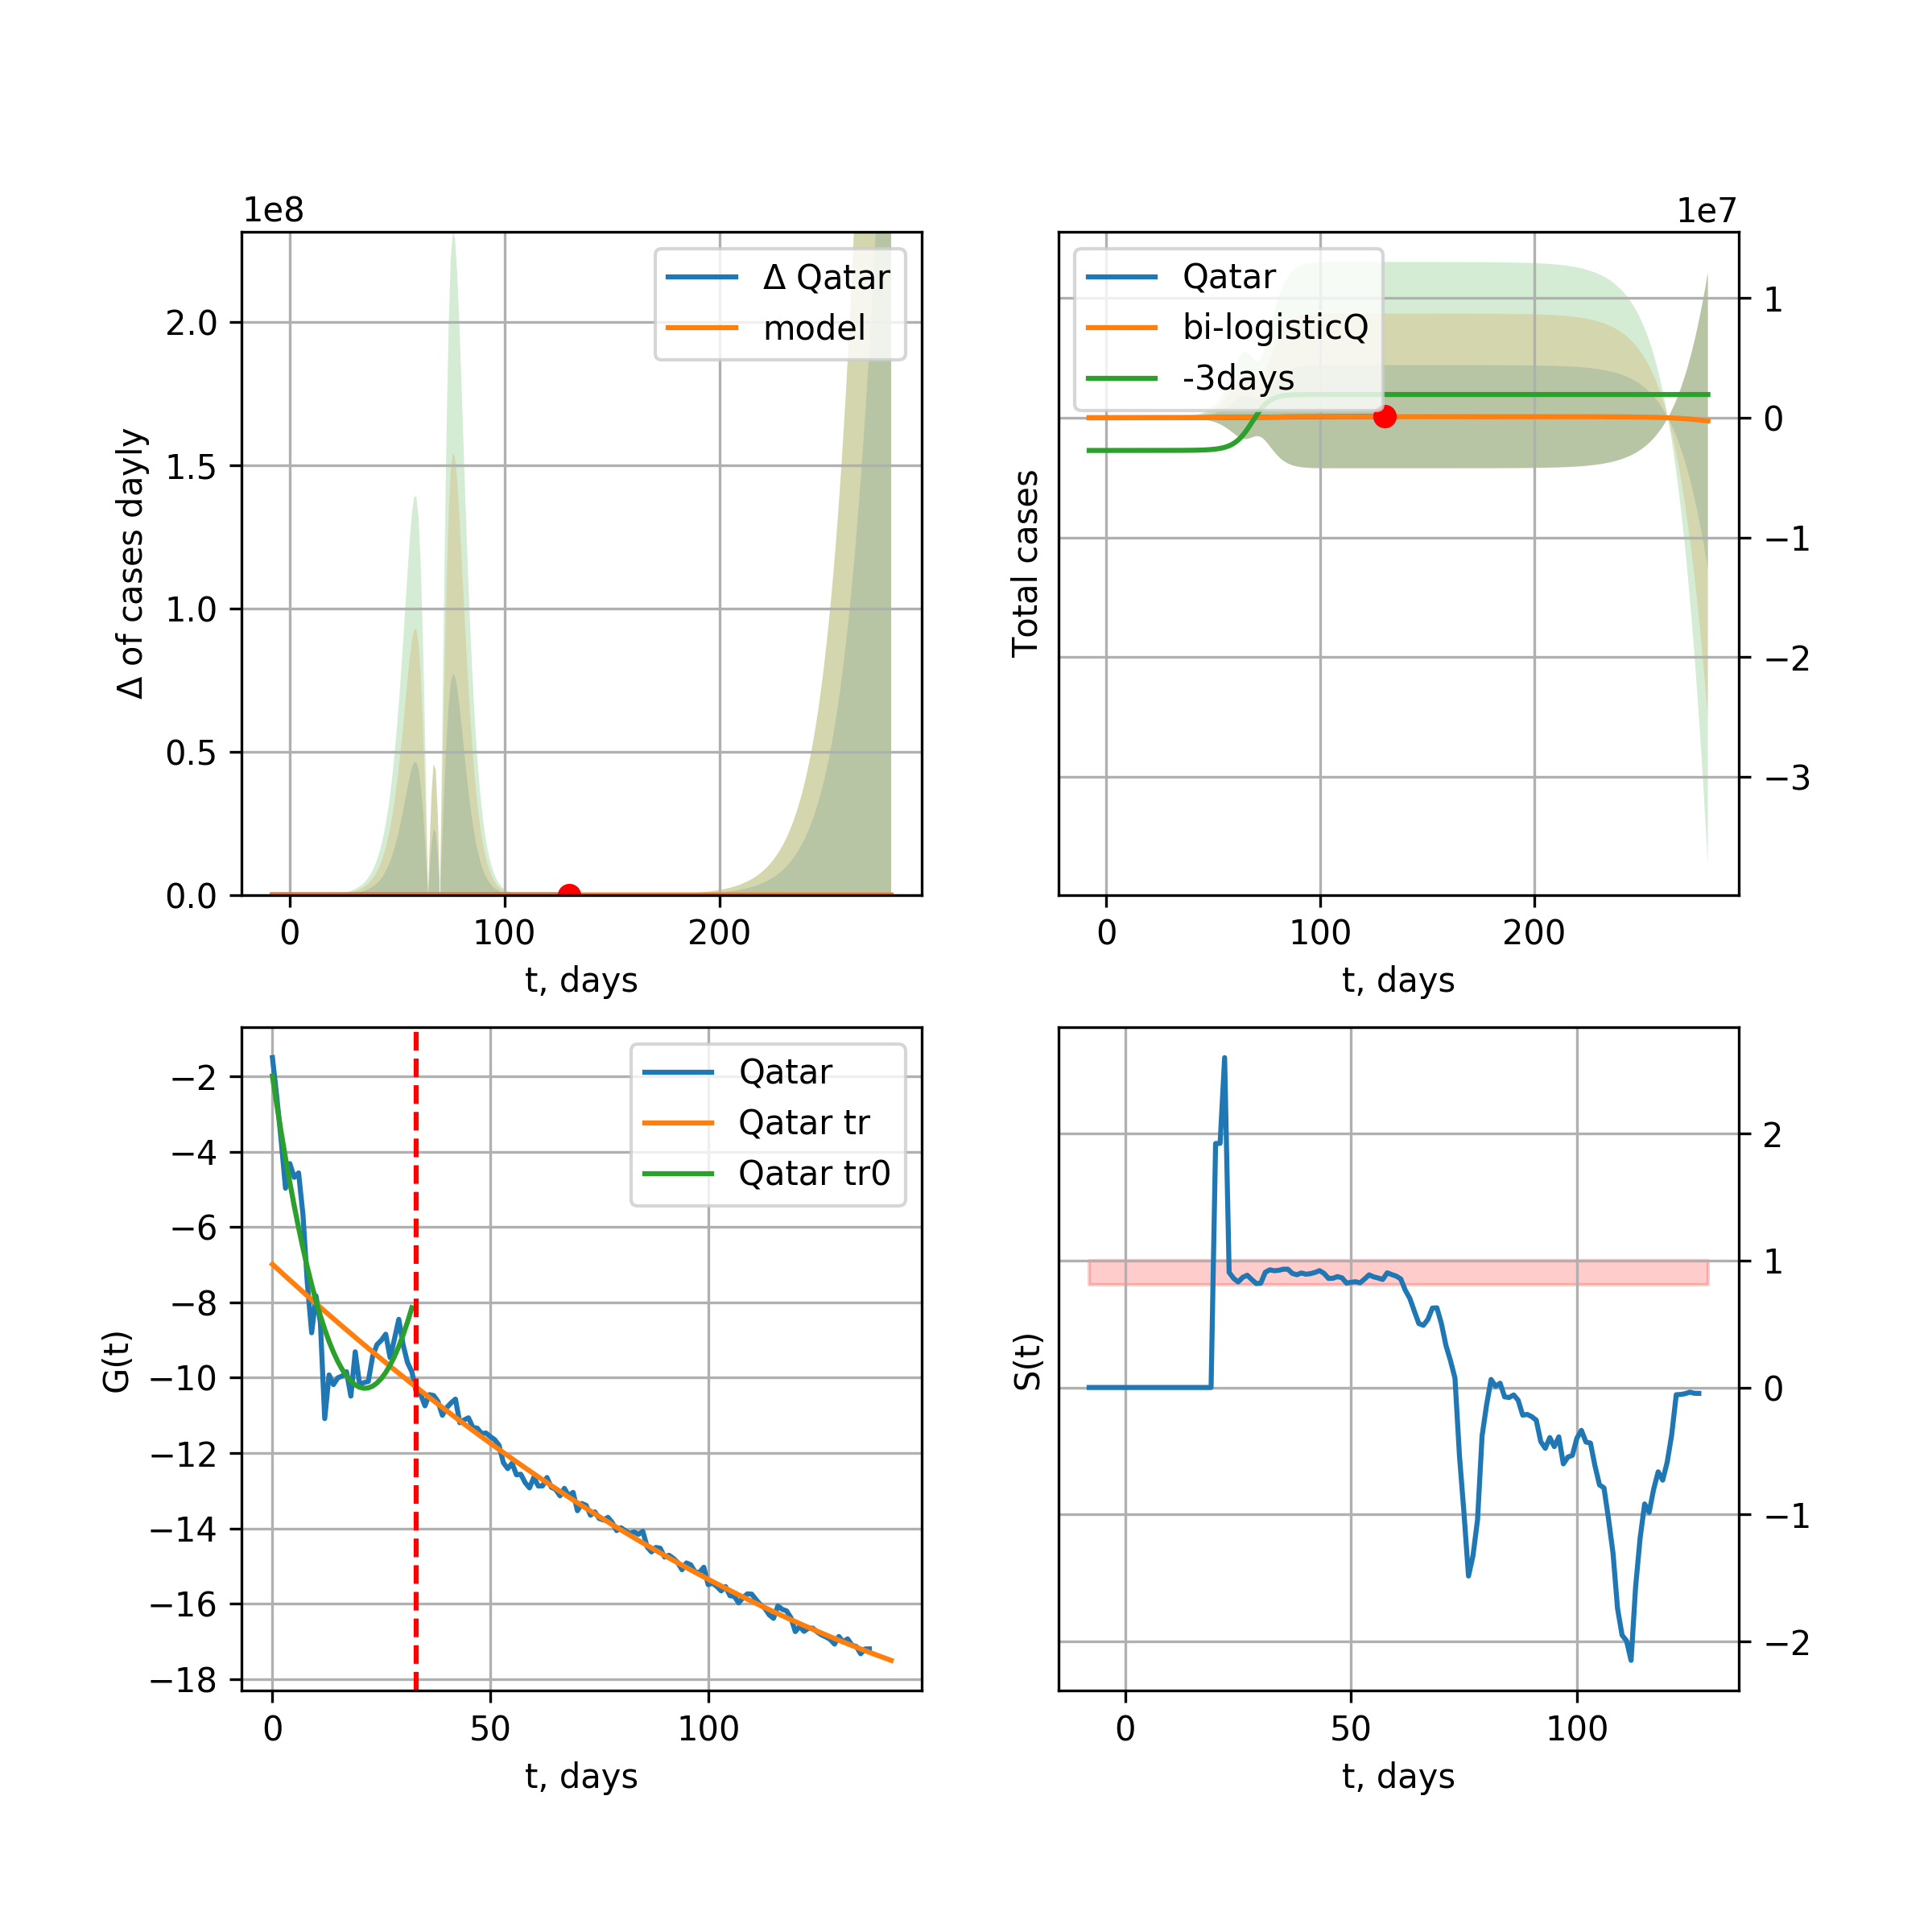 1e8
Δ Qatar
model
2.0
1.5
1.0
0.5
0.0
Δ of cases dayly
0 100 200
t, days
1e7
Qatar
bi-logisticQ
-3days
1
0
−1
−2
−3
Total cases
0 100 200
t, days
Qatar
Qatar tr
Qatar tr0
−2
−4
−6
−8
−10
−12
−14
−16
−18
G(t)
0 50 100
t, days
2
1
0
−1
−2
S(t)
0 50 100
t, days